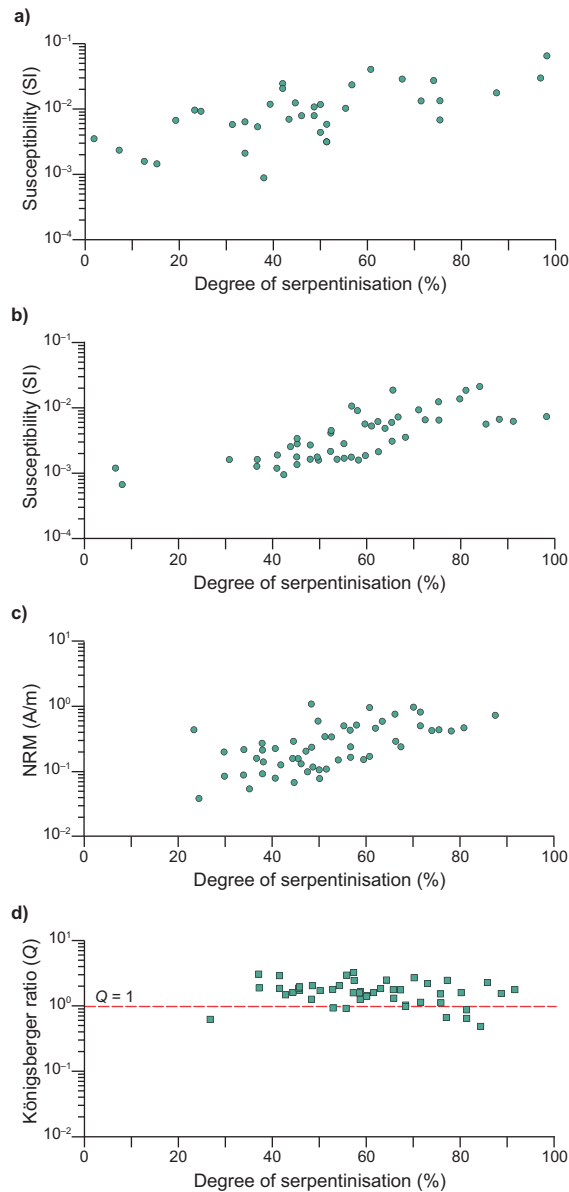 a)
Susceptibility (SI)
10⁻¹
10⁻²
10⁻³
10⁻⁴
0 20 40 60 80 100
Degree of serpentinisation (%)
b)
Susceptibility (SI)
10⁻¹
10⁻²
10⁻³
10⁻⁴
0 20 40 60 80 100
Degree of serpentinisation (%)
c)
NRM (A/m)
10¹
10⁰
10⁻¹
10⁻²
0 20 40 60 80 100
Degree of serpentinisation (%)
d)
Königsberger ratio (Q)
10¹
10⁰
10⁻¹
10⁻²
Q = 1
0 20 40 60 80 100
Degree of serpentinisation (%)